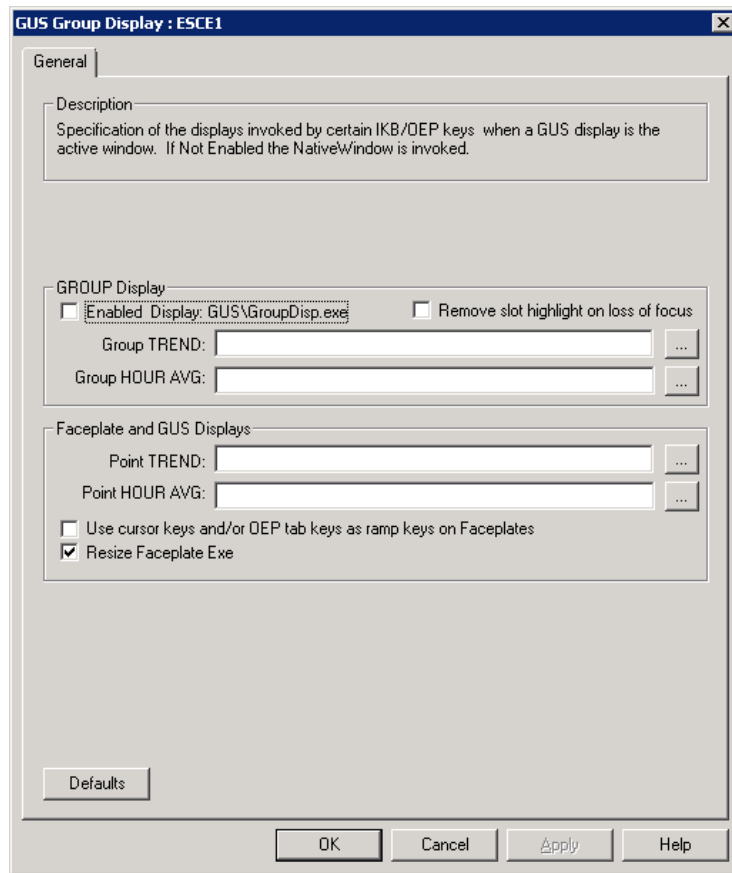 GUS Group Display : ESCE1
General
Description
Specification of the displays invoked by certain IKB/OEP keys when a GUS display is the
active window. If Not Enabled the NativeWindow is invoked.
GROUP Display
Enabled Display: GUS\GroupDisp.exe
Remove slot highlight on loss of focus
Group TREND:
...
Group HOUR AVG:
...
Faceplate and GUS Displays
Point TREND:
...
Point HOUR AVG:
...
Use cursor keys and/or OEP tab keys as ramp keys on Faceplates
Resize Faceplate Exe
Defaults
OK
Cancel
Apply
Help